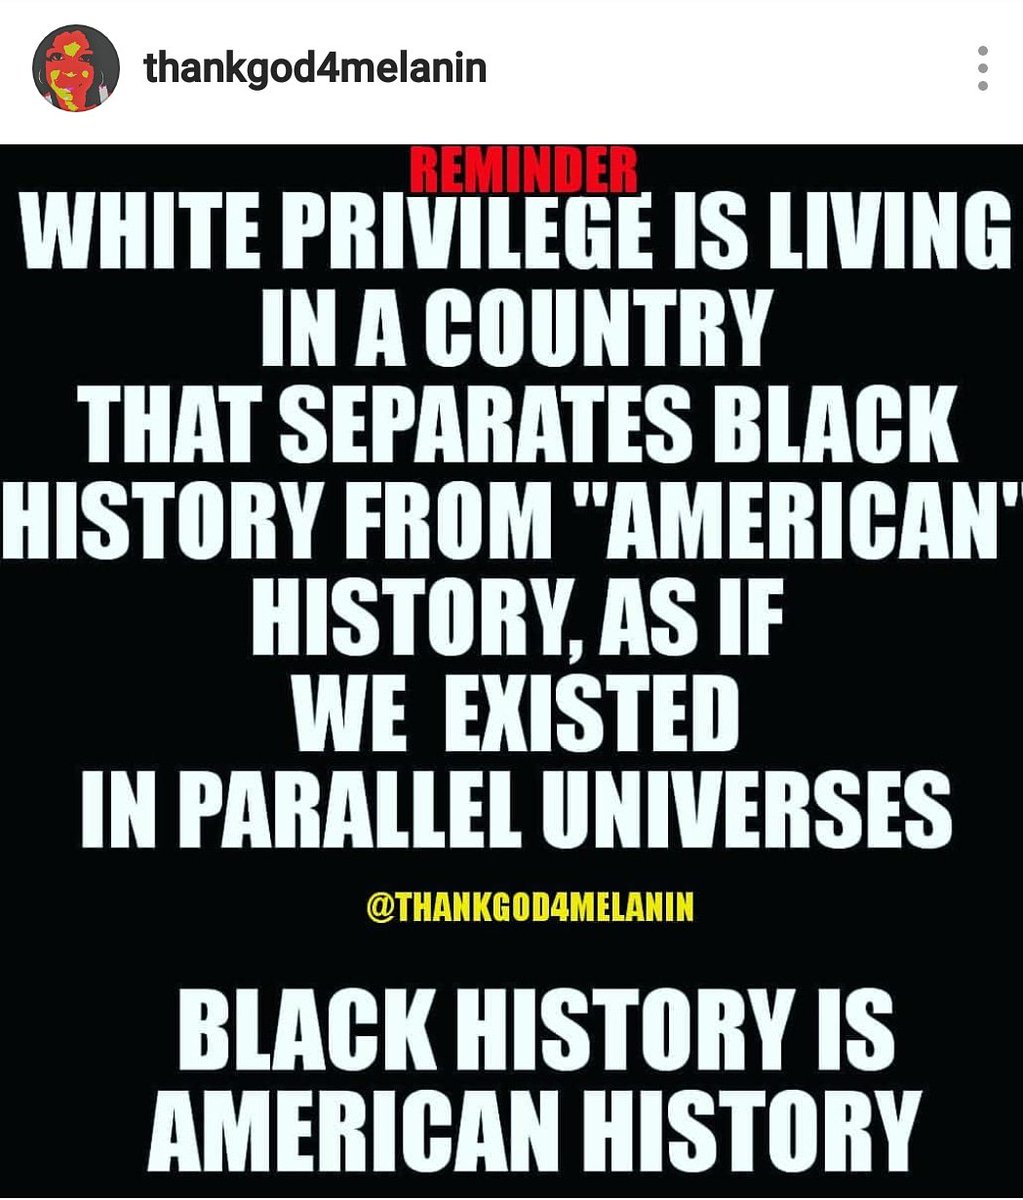 thankgod4melanin
REMINDER
WHITE PRIVILEGE IS LIVING
IN A COUNTRY
THAT SEPARATES BLACK
HISTORY FROM "AMERICAN"
HISTORY, AS IF
WE EXISTED
IN PARALLEL UNIVERSES
@THANKGOD4MELANIN
BLACK HISTORY IS
AMERICAN HISTORY